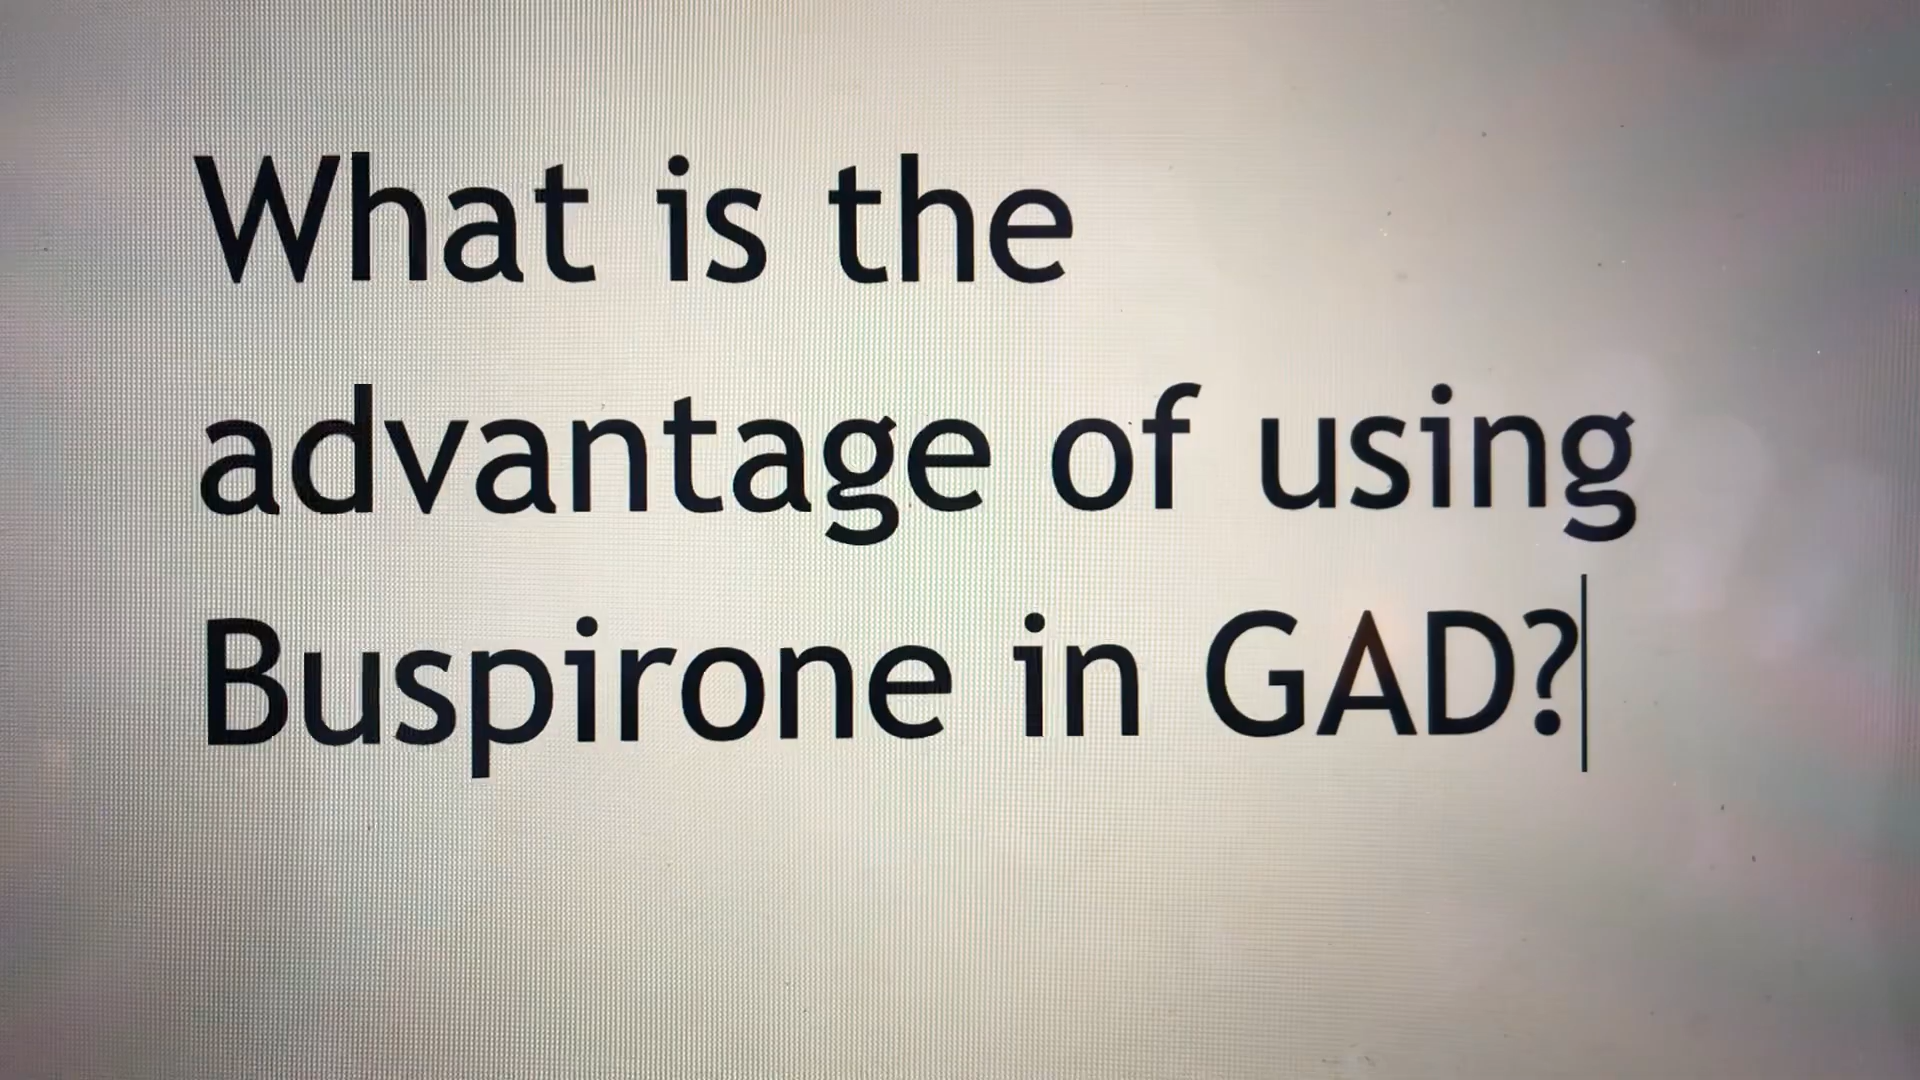 What is the
advantage of using
Buspirone in GAD?